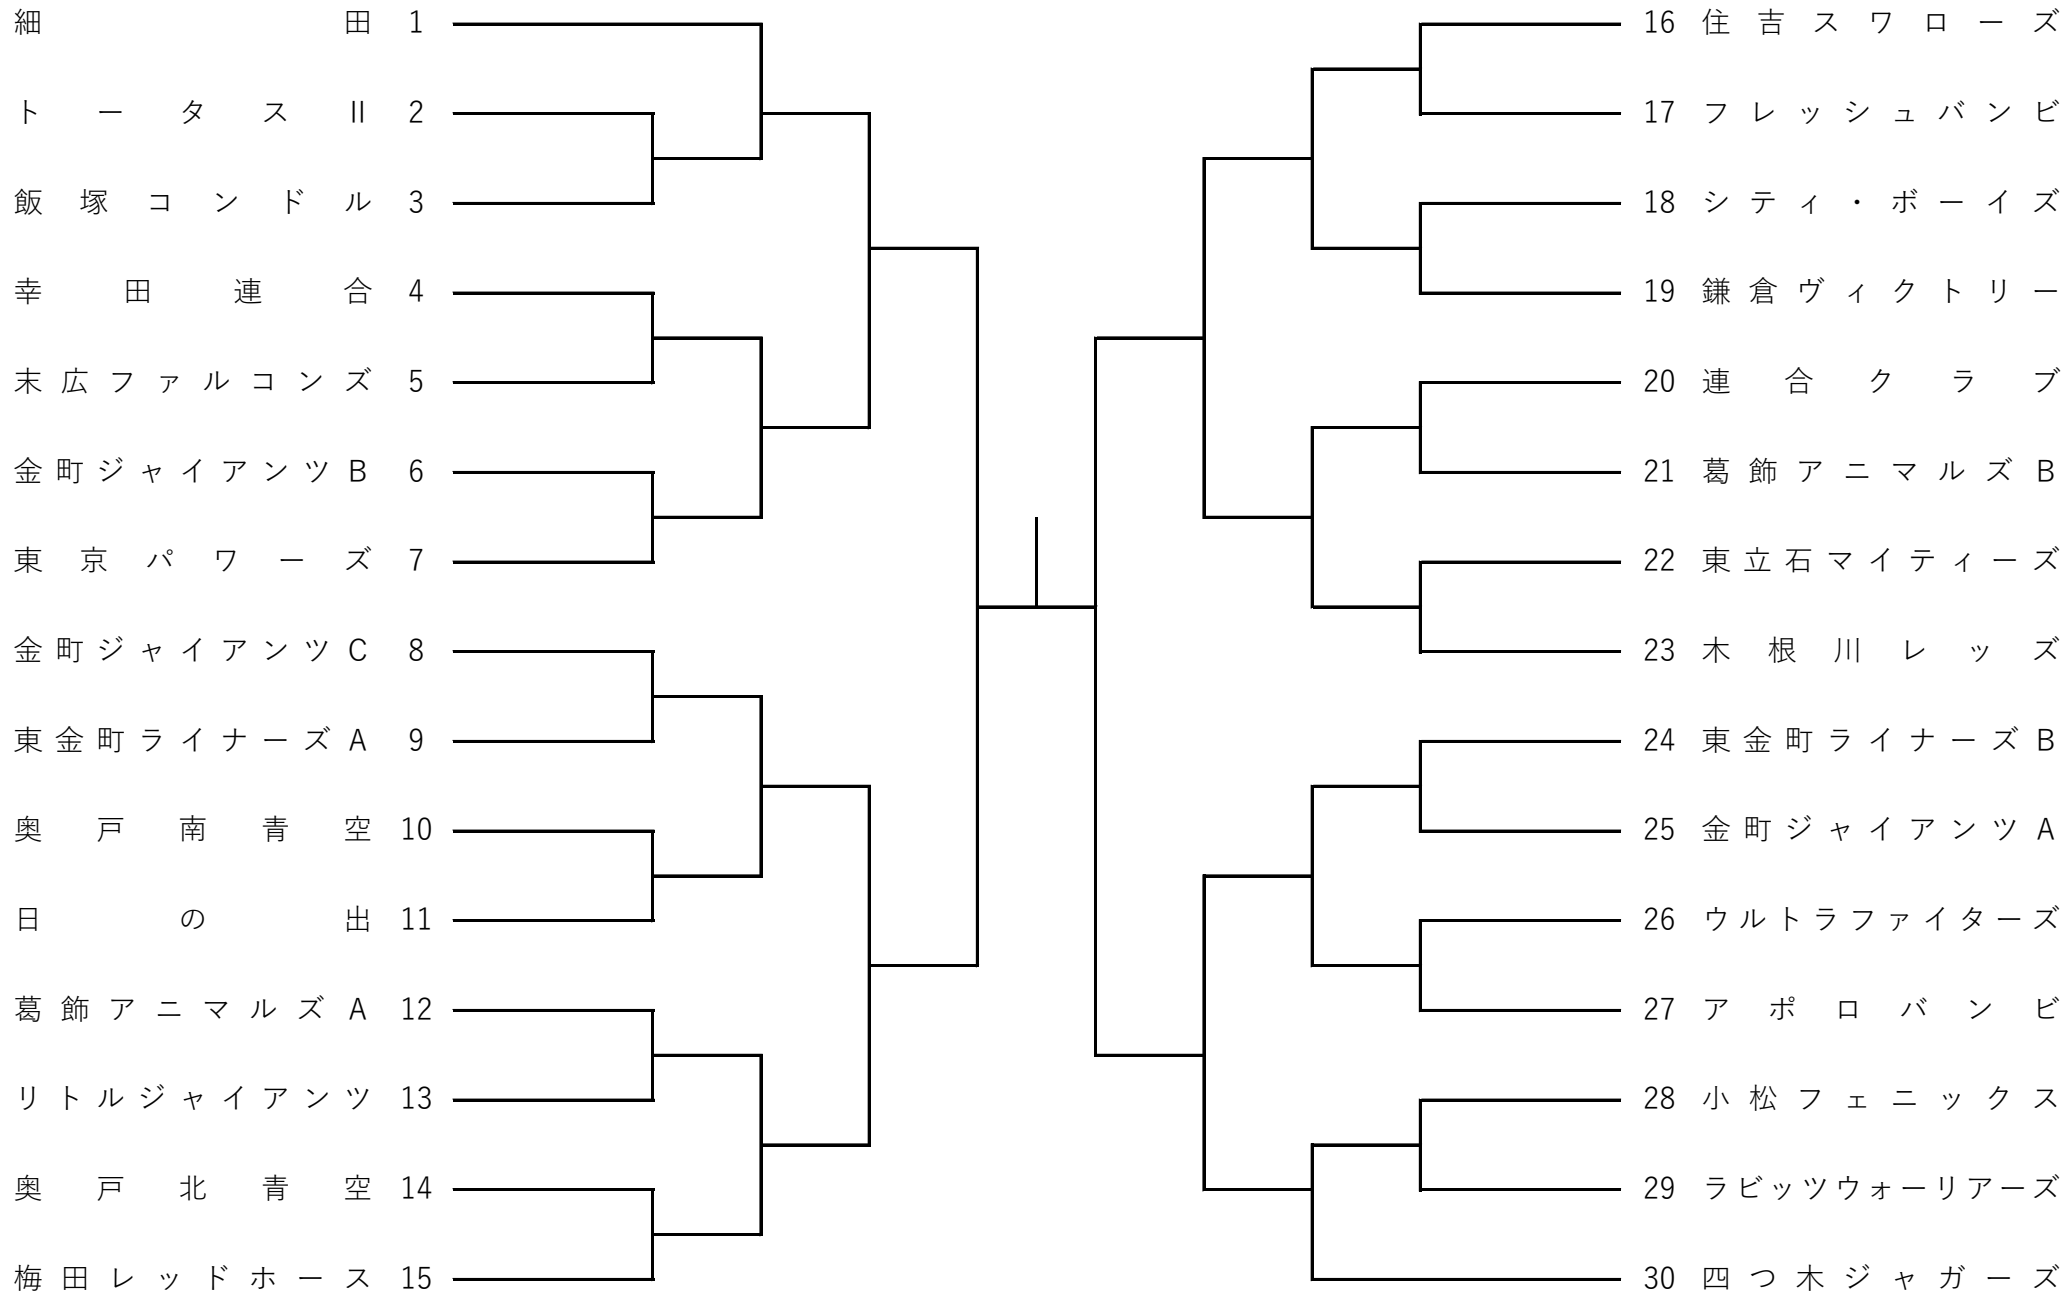 細田 1
トータスⅡ 2
飯塚コンドル 3
幸田連合 4
末広ファルコンズ 5
金町ジャイアンツB 6
東京パワーズ 7
金町ジャイアンツC 8
東金町ライナーズA 9
奥戸南青空 10
日の出 11
葛飾アニマルズA 12
リトルジャイアンツ 13
奥戸北青空 14
梅田レッドホース 15
16 住吉スワローズ
17 フレッシュバンビ
18 シティ・ボーイズ
19 鎌倉ヴィクトリー
20 連合クラブ
21 葛飾アニマルズB
22 東立石マイティーズ
23 木根川レッズ
24 東金町ライナーズB
25 金町ジャイアンツA
26 ウルトラファイターズ
27 アポロバンビ
28 小松フェニックス
29 ラビッツウォーリアーズ
30 四つ木ジャガーズ